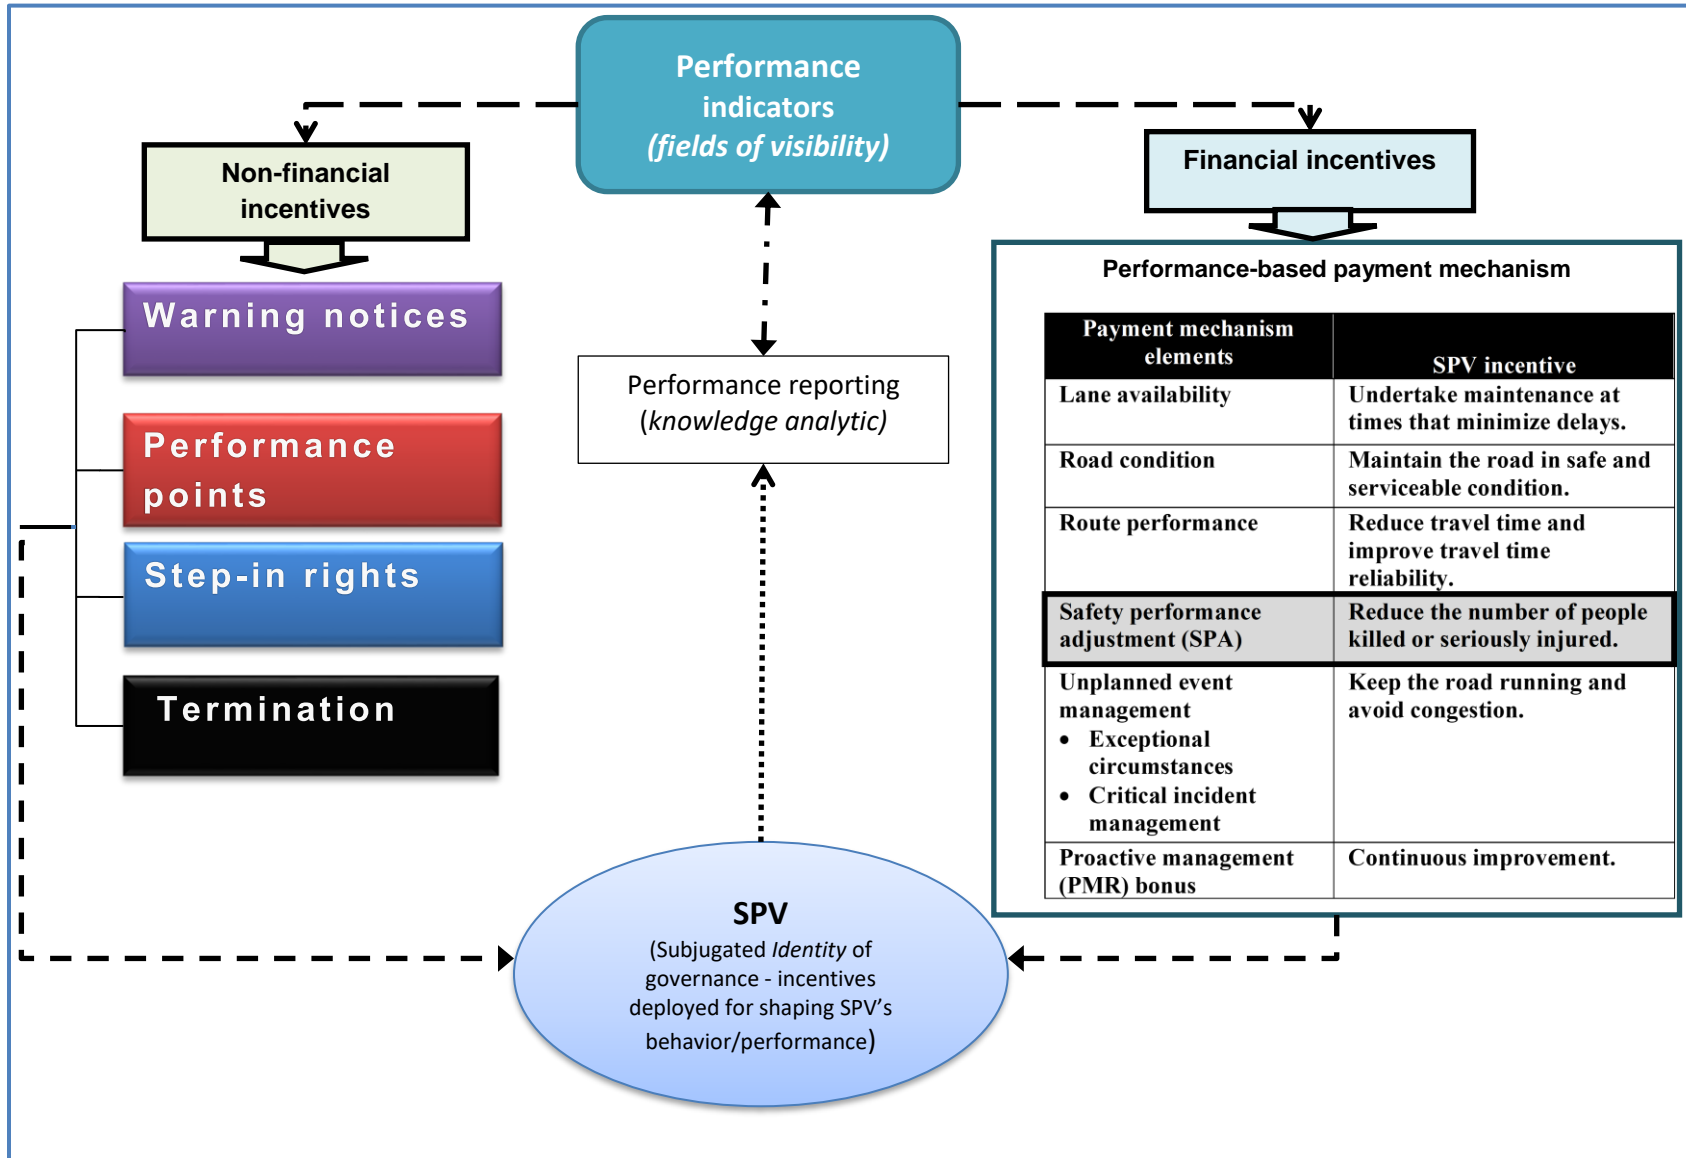 Performance
indicators
(fields of visibility)
Non-financial
incentives
Financial incentives
Warning notices
Performance
points
Step-in rights
Termination
Performance reporting
(knowledge analytic)
SPV
(Subjugated Identity of
governance - incentives
deployed for shaping SPV’s
behavior/performance)
Performance-based payment mechanism
Payment mechanism
elements
SPV incentive
Lane availability
Undertake maintenance at
times that minimize delays.
Road condition
Maintain the road in safe and
serviceable condition.
Route performance
Reduce travel time and
improve travel time
reliability.
Safety performance
adjustment (SPA)
Reduce the number of people
killed or seriously injured.
Unplanned event
management
• Exceptional
circumstances
• Critical incident
management
Keep the road running and
avoid congestion.
Proactive management
(PMR) bonus
Continuous improvement.